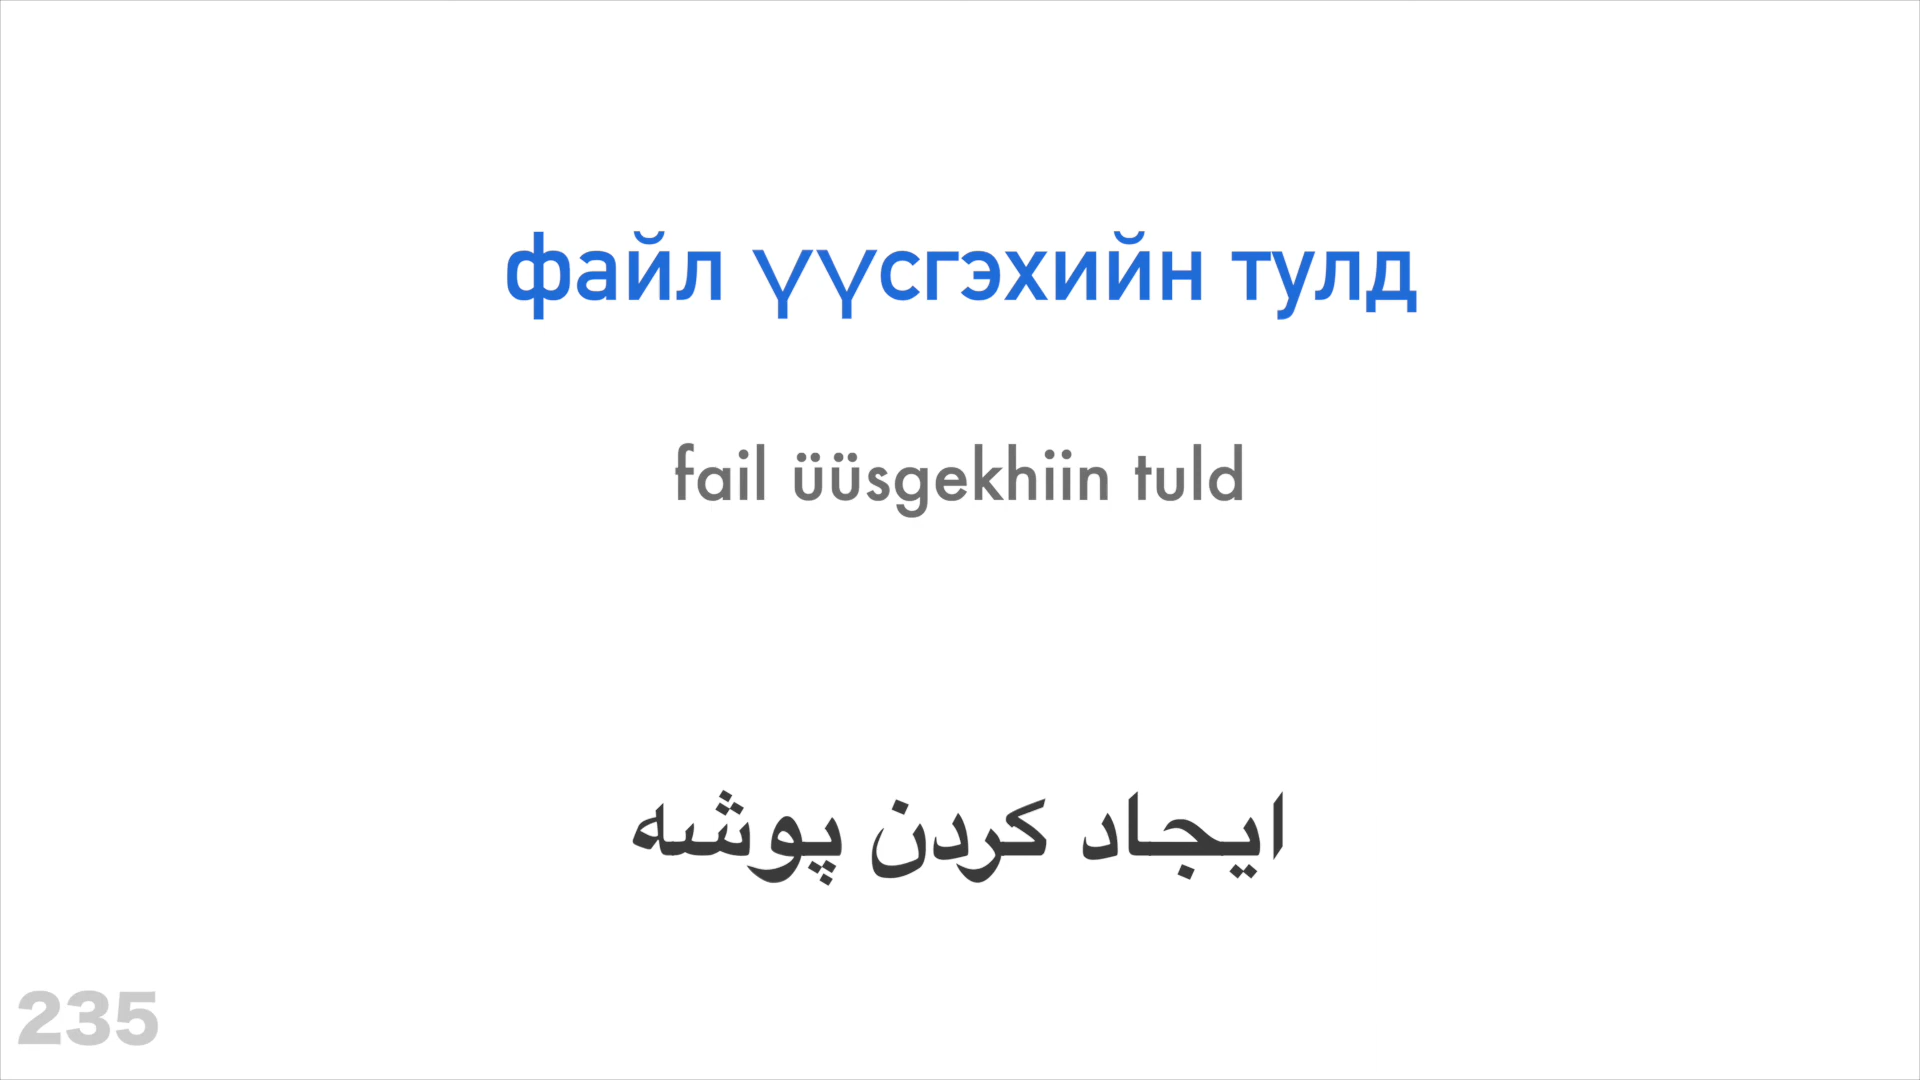 файл үүсгэхийн тулд
fail üüsgekhiin tuld
ایجاد کردن پوشه
235